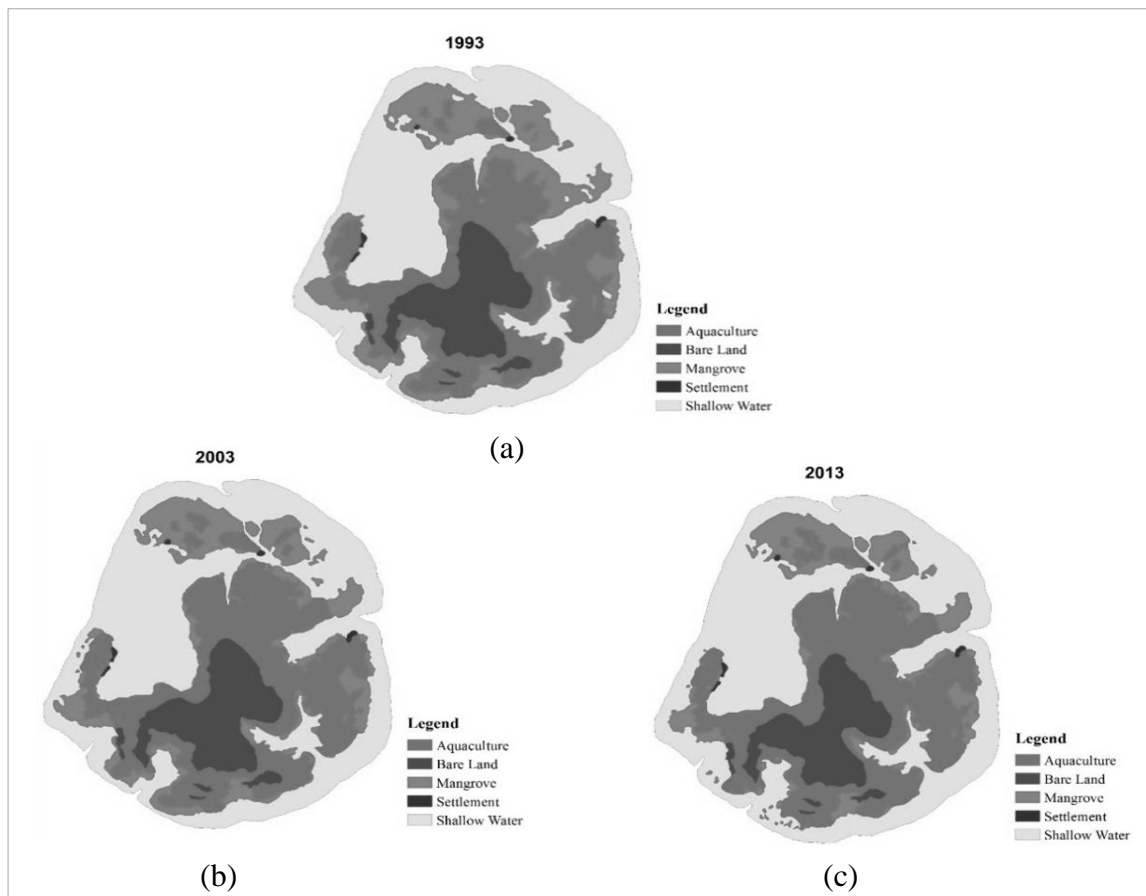 1993
Legend
Aquaculture
Bare Land
Mangrove
Settlement
Shallow Water
(a)
2003
Legend
Aquaculture
Bare Land
Mangrove
Settlement
Shallow Water
(b)
2013
Legend
Aquaculture
Bare Land
Mangrove
Settlement
Shallow Water
(c)